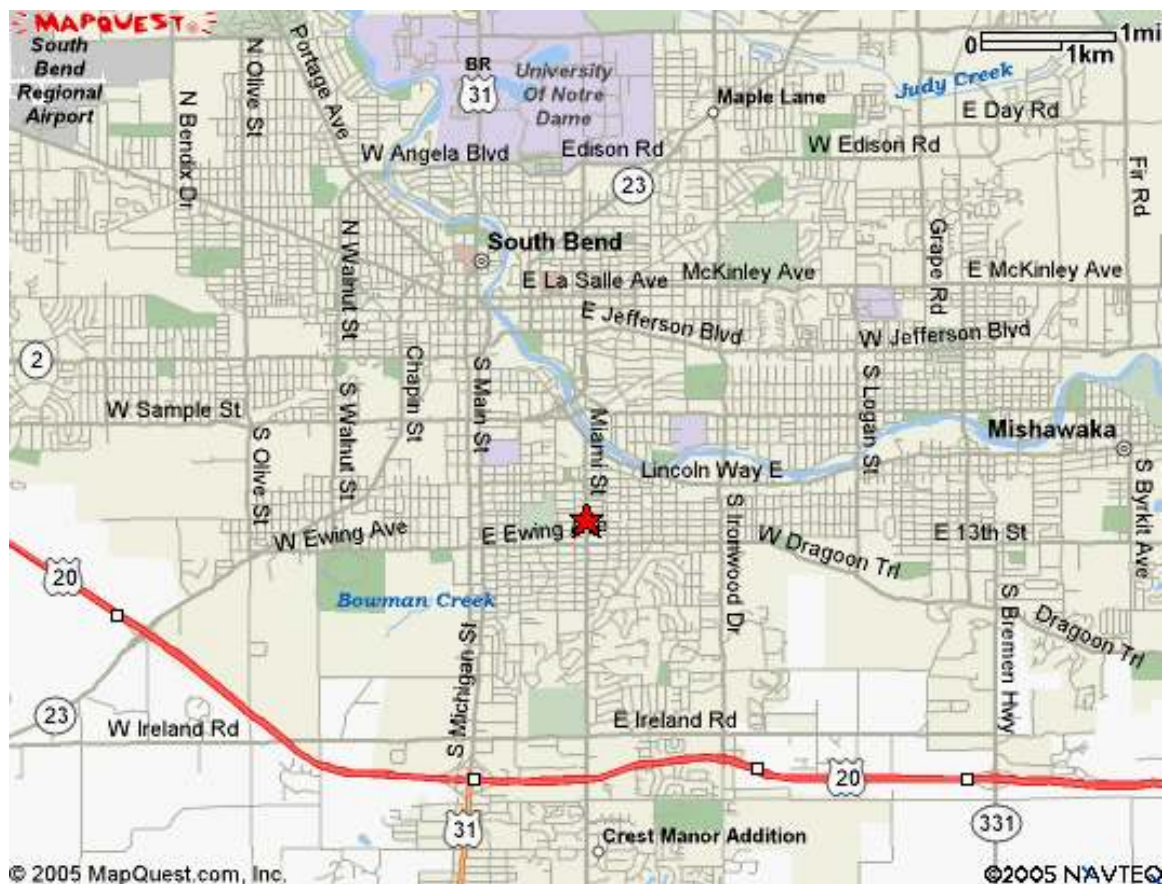 MAPQUEST
South
Bend
Regional
Airport
N Olive St
Portage Ave
BR
31
University
Of Notre
Dame
0
1mi
1km
Judy Creek
Maple Lane
E Day Rd
N Bendix Dr
W Angela Blvd
Edison Rd
W Edison Rd
23
Fir Rd
N Walnut St
South Bend
Grape Rd
E La Salle Ave
McKinley Ave
E McKinley Ave
E Jefferson Blvd
W Jefferson Blvd
2
Chapin St
S Main St
S Logan St
W Sample St
S Walnut St
Miami St
Mishawaka
S Olive St
Lincoln Way E
S Byrkit Ave
W Ewing Ave
E Ewing
S Ironwood Dr
W Dragoon Trl
E 13th St
20
Bowman Creek
S Bremen Hwy
Dragoon Trl
S Michigan St
23
W Ireland Rd
E Ireland Rd
20
31
331
Crest Manor Addition
© 2005 MapQuest.com, Inc.
©2005 NAVTEQ